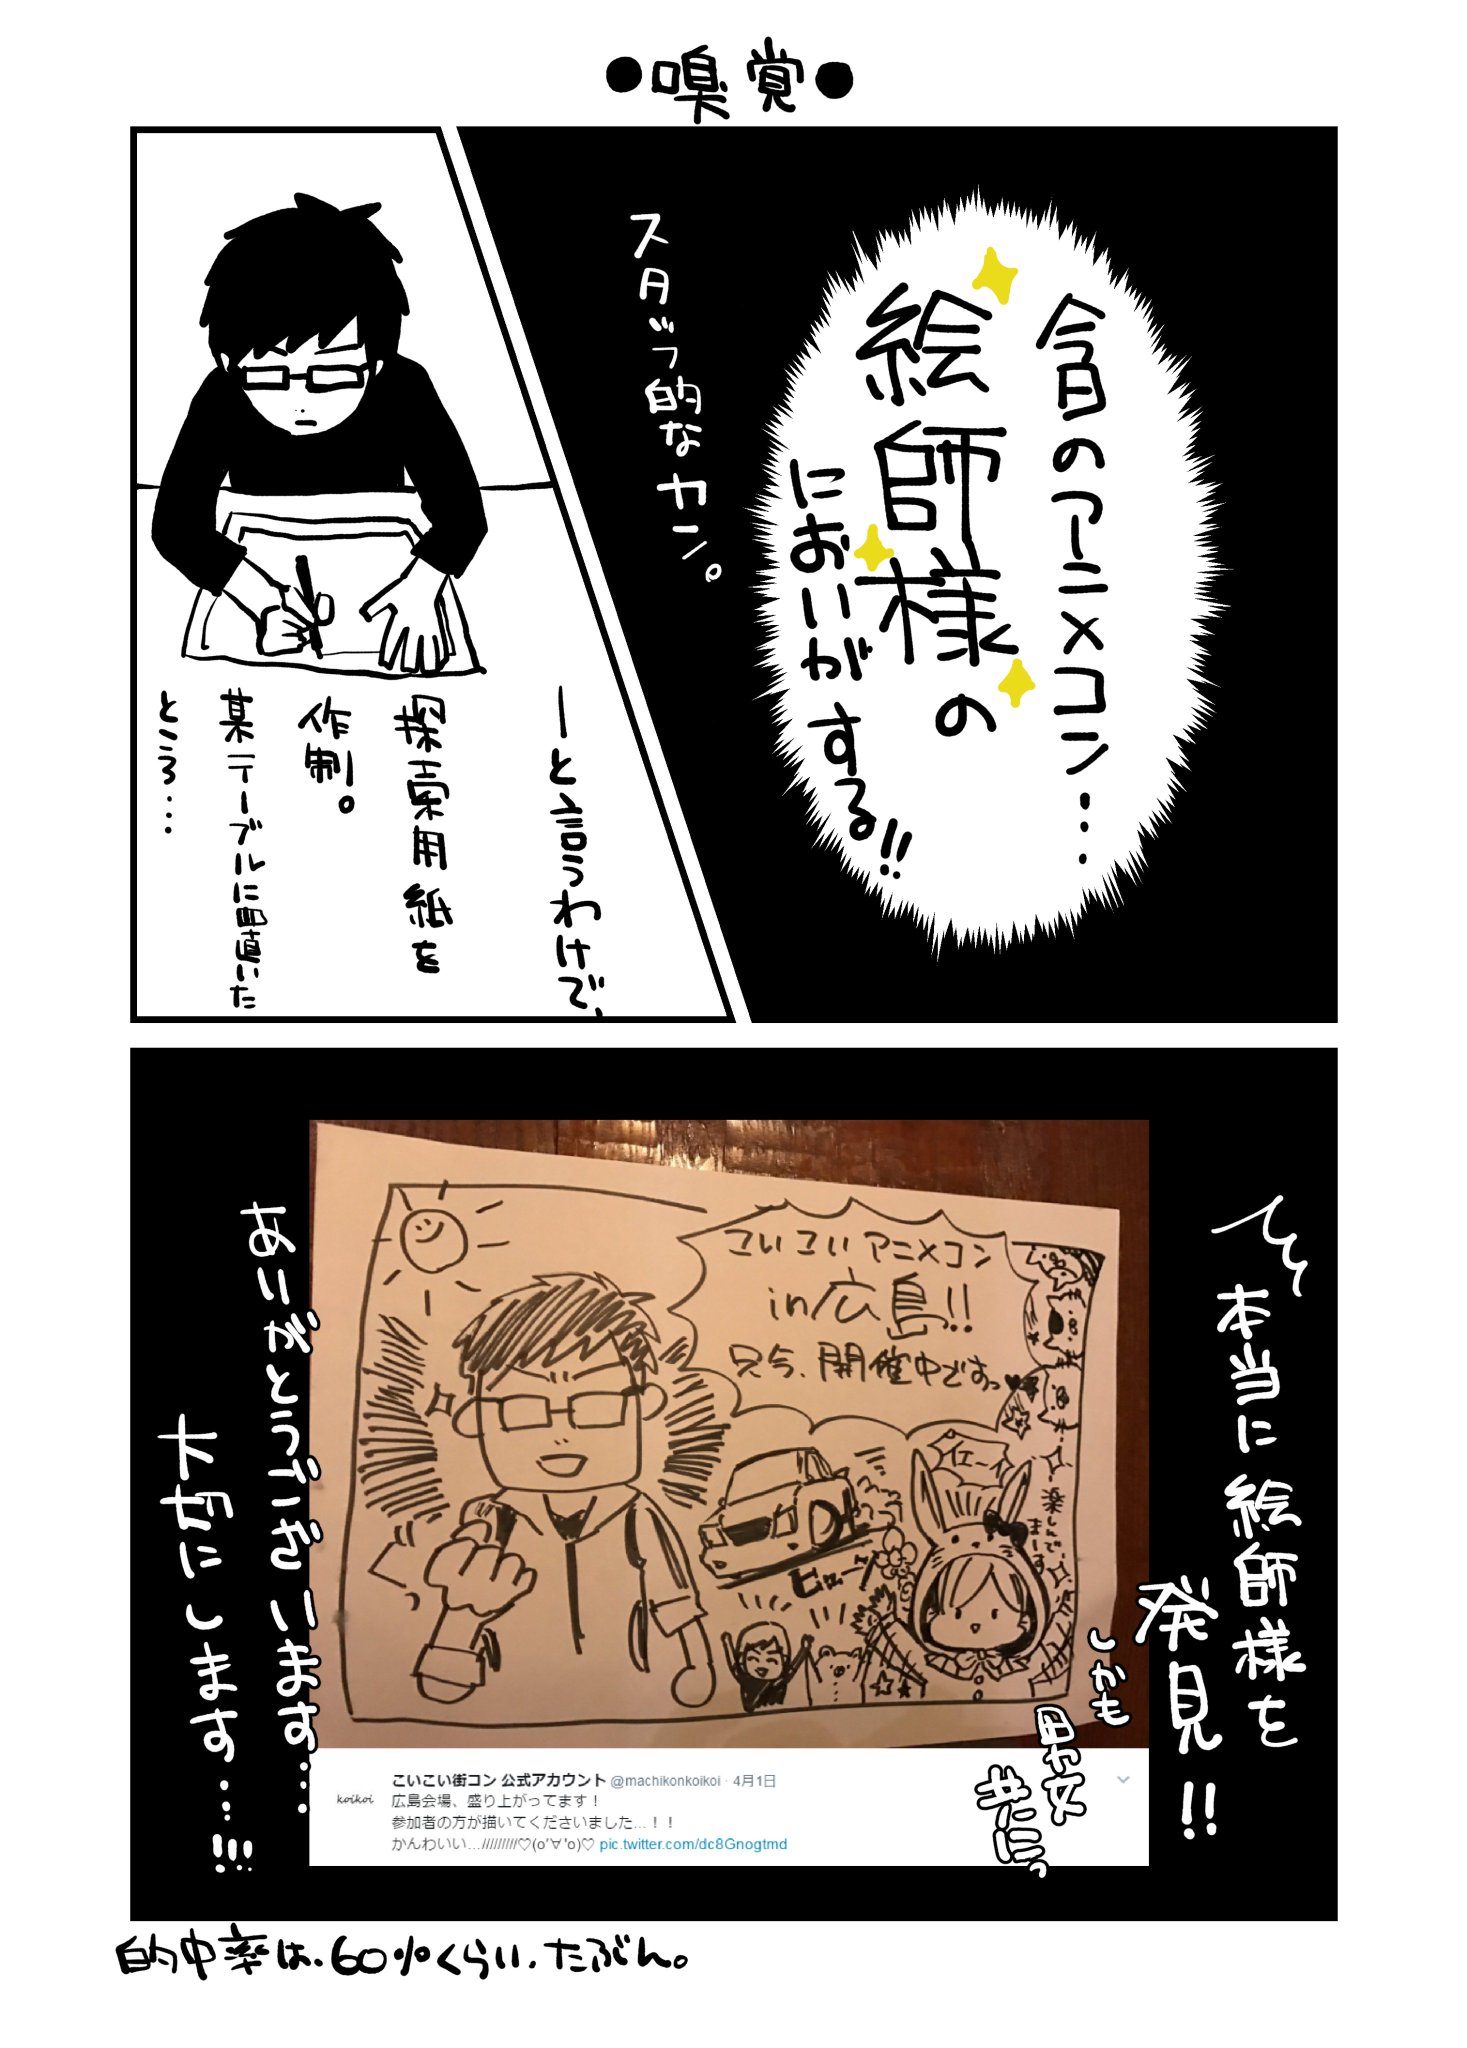 ●嗅覚●
今日のアニメコン…
絵師様の
においがする!!
スタッフ的なカン。
ーと言うわけで、
探索用紙を
作制。
某テーブルに置いた
ところ…
本当に絵師様を
発見!!
しかも
男女
共にっ
こいこいアニメコン
in広島!!
只今、開催中ですっ
イエーイ
楽しんでまーす
ビューン
こいこい街コン 公式アカウント @machikonkoikoi · 4月1日
koikoi
広島会場、盛り上がってます！
参加者の方が描いてくださいました…！！
かんわいい…/////////♡(o'∀'o)♡ pic.twitter.com/dc8Gnogtmd
ありがとうございます…
大切にします…!!!
的中率は、60%くらい、たぶん。